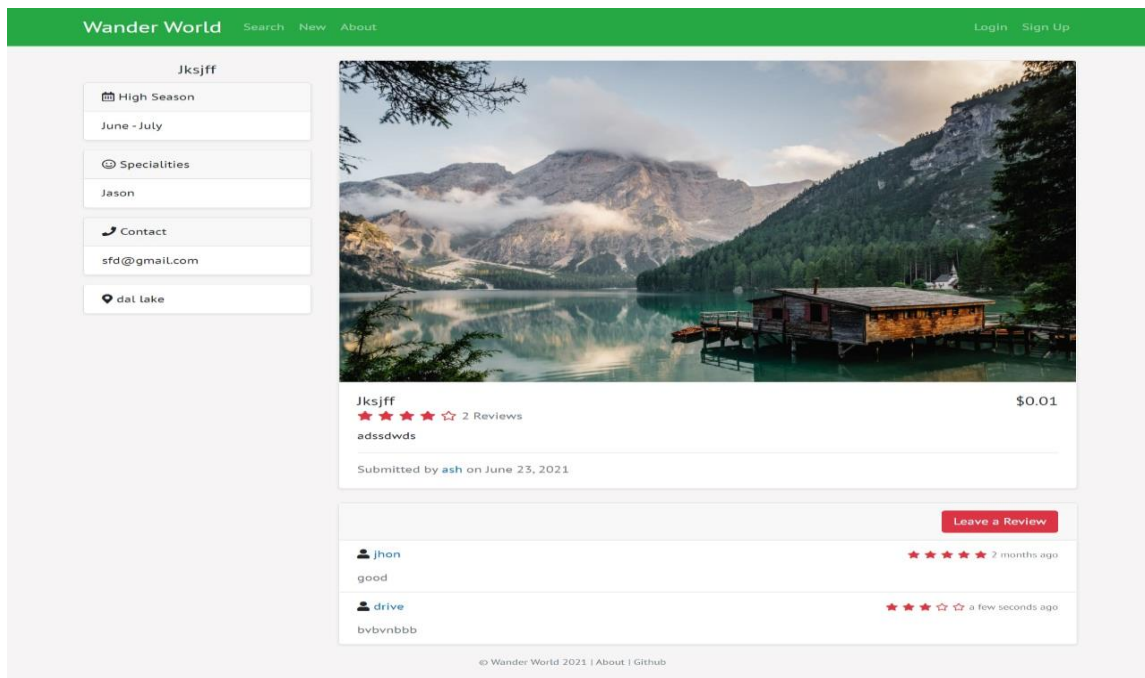 Wander World Search New About Login Sign Up
Jksjff
High Season
June - July
Specialities
Jason
Contact
sfd@gmail.com
dal lake
Jksjff $0.01
2 Reviews
adssdwds
Submitted by ash on June 23, 2021
Leave a Review
jhon 2 months ago
good
drive a few seconds ago
bvbvnbbb
© Wander World 2021 | About | Github